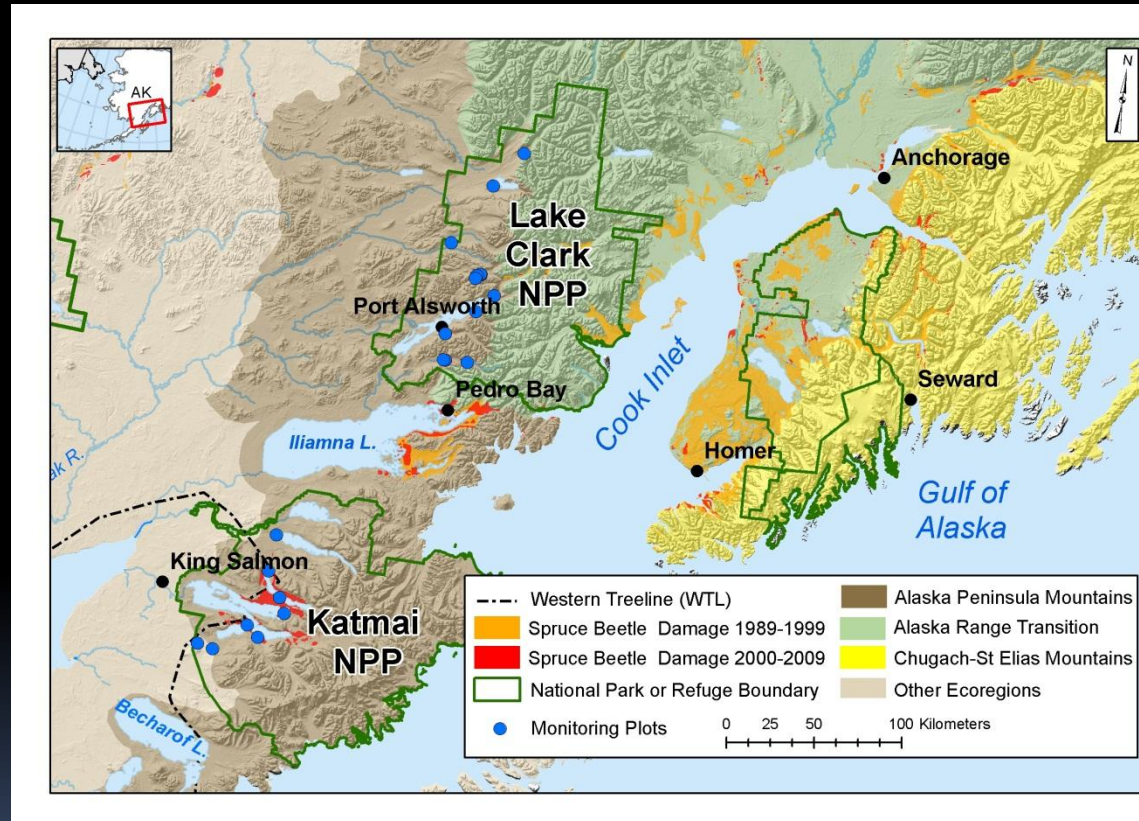 AK
N
Anchorage
Lake
Clark
NPP
Port Alsworth
Pedro Bay
Cook Inlet
Seward
Iliamna L.
Homer
ak R.
Gulf of
Alaska
King Salmon
Katmai
NPP
Becharof L.
Western Treeline (WTL)
Spruce Beetle Damage 1989-1999
Spruce Beetle Damage 2000-2009
National Park or Refuge Boundary
Monitoring Plots
Alaska Peninsula Mountains
Alaska Range Transition
Chugach-St Elias Mountains
Other Ecoregions
0 25 50 100 Kilometers